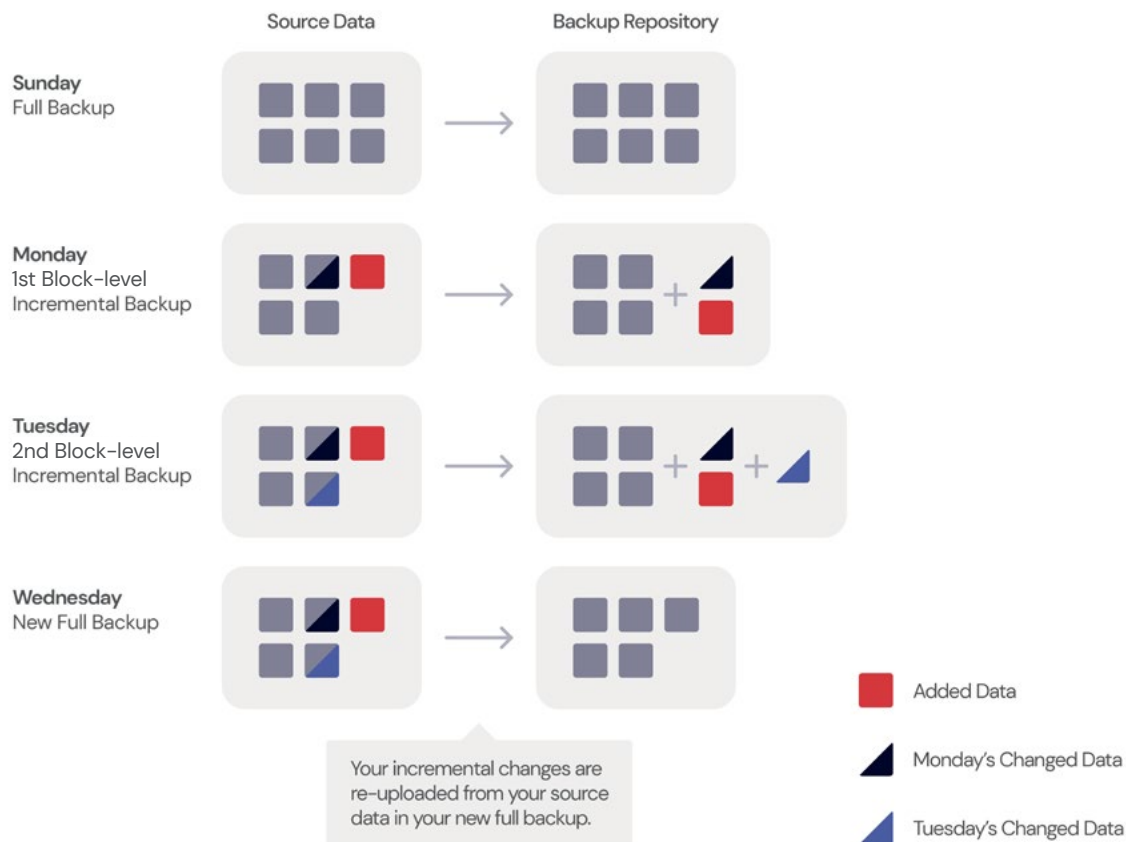 Source Data
Backup Repository
Sunday
Full Backup
Monday
1st Block-level
Incremental Backup
Tuesday
2nd Block-level
Incremental Backup
Wednesday
New Full Backup
Your incremental changes are
re-uploaded from your source
data in your new full backup.
Added Data
Monday's Changed Data
Tuesday's Changed Data